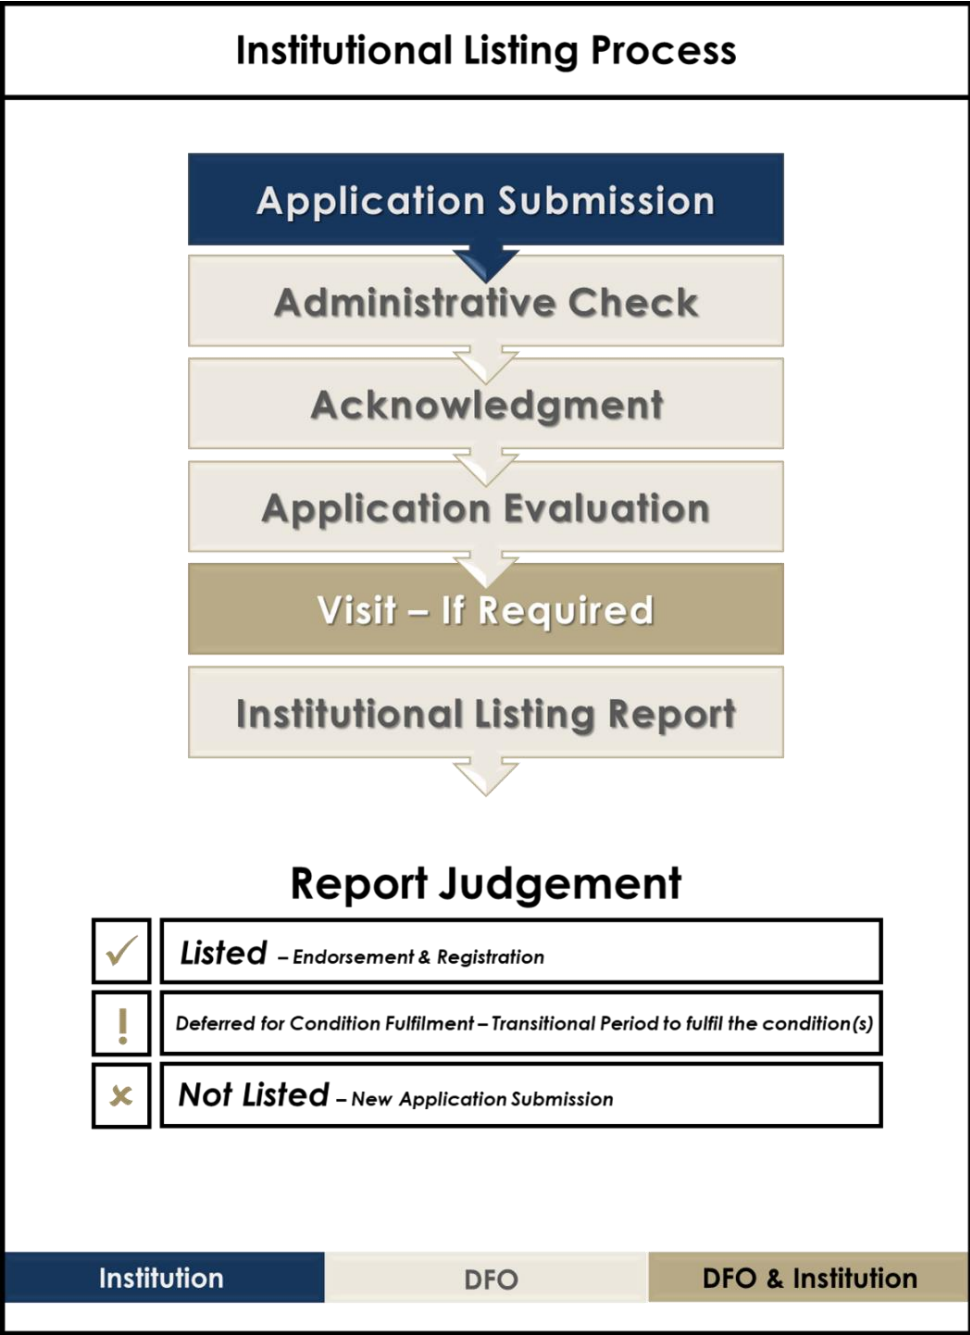 Institutional Listing Process
Application Submission
Administrative Check
Acknowledgment
Application Evaluation
Visit – If Required
Institutional Listing Report
Report Judgement
✓ Listed – Endorsement & Registration
! Deferred for Condition Fulfilment – Transitional Period to fulfil the condition(s)
✗ Not Listed – New Application Submission
Institution DFO DFO & Institution